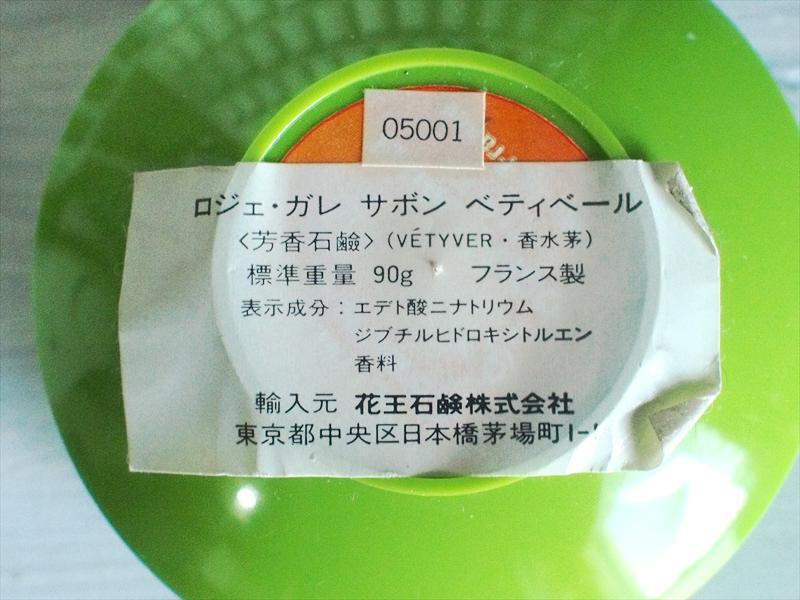 05001
ロジェ・ガレ サボン ベティベール
<芳香石鹸> (VÉTYVER・香水茅)
標準重量 90g フランス製
表示成分：エデト酸ニナトリウム
ジブチルヒドロキシトルエン
香料
輸入元 花王石鹸株式会社
東京都中央区日本橋茅場町1-